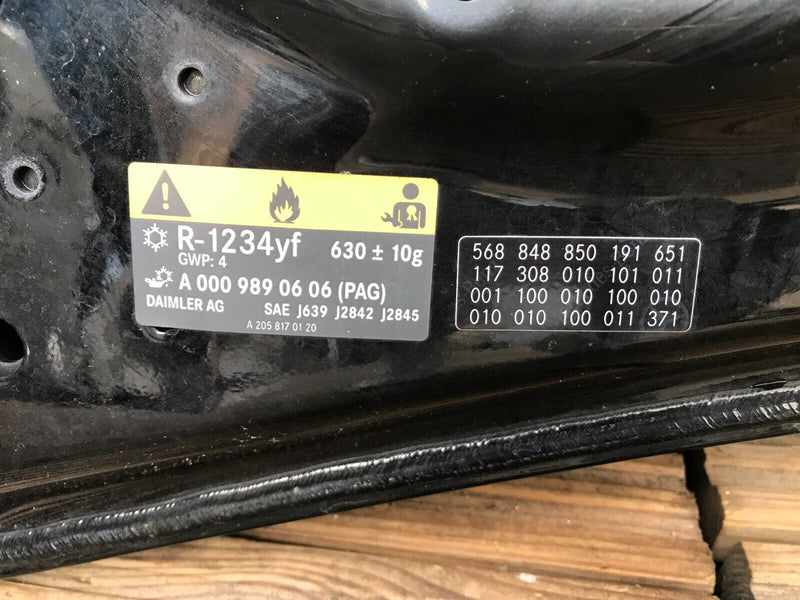 R-1234yf 630 ± 10g
GWP: 4
A 000 989 06 06 (PAG)
DAIMLER AG SAE J639 J2842 J2845
A 205 817 01 20
568 848 850 191 651
117 308 010 101 011
001 100 010 100 010
010 010 100 011 371